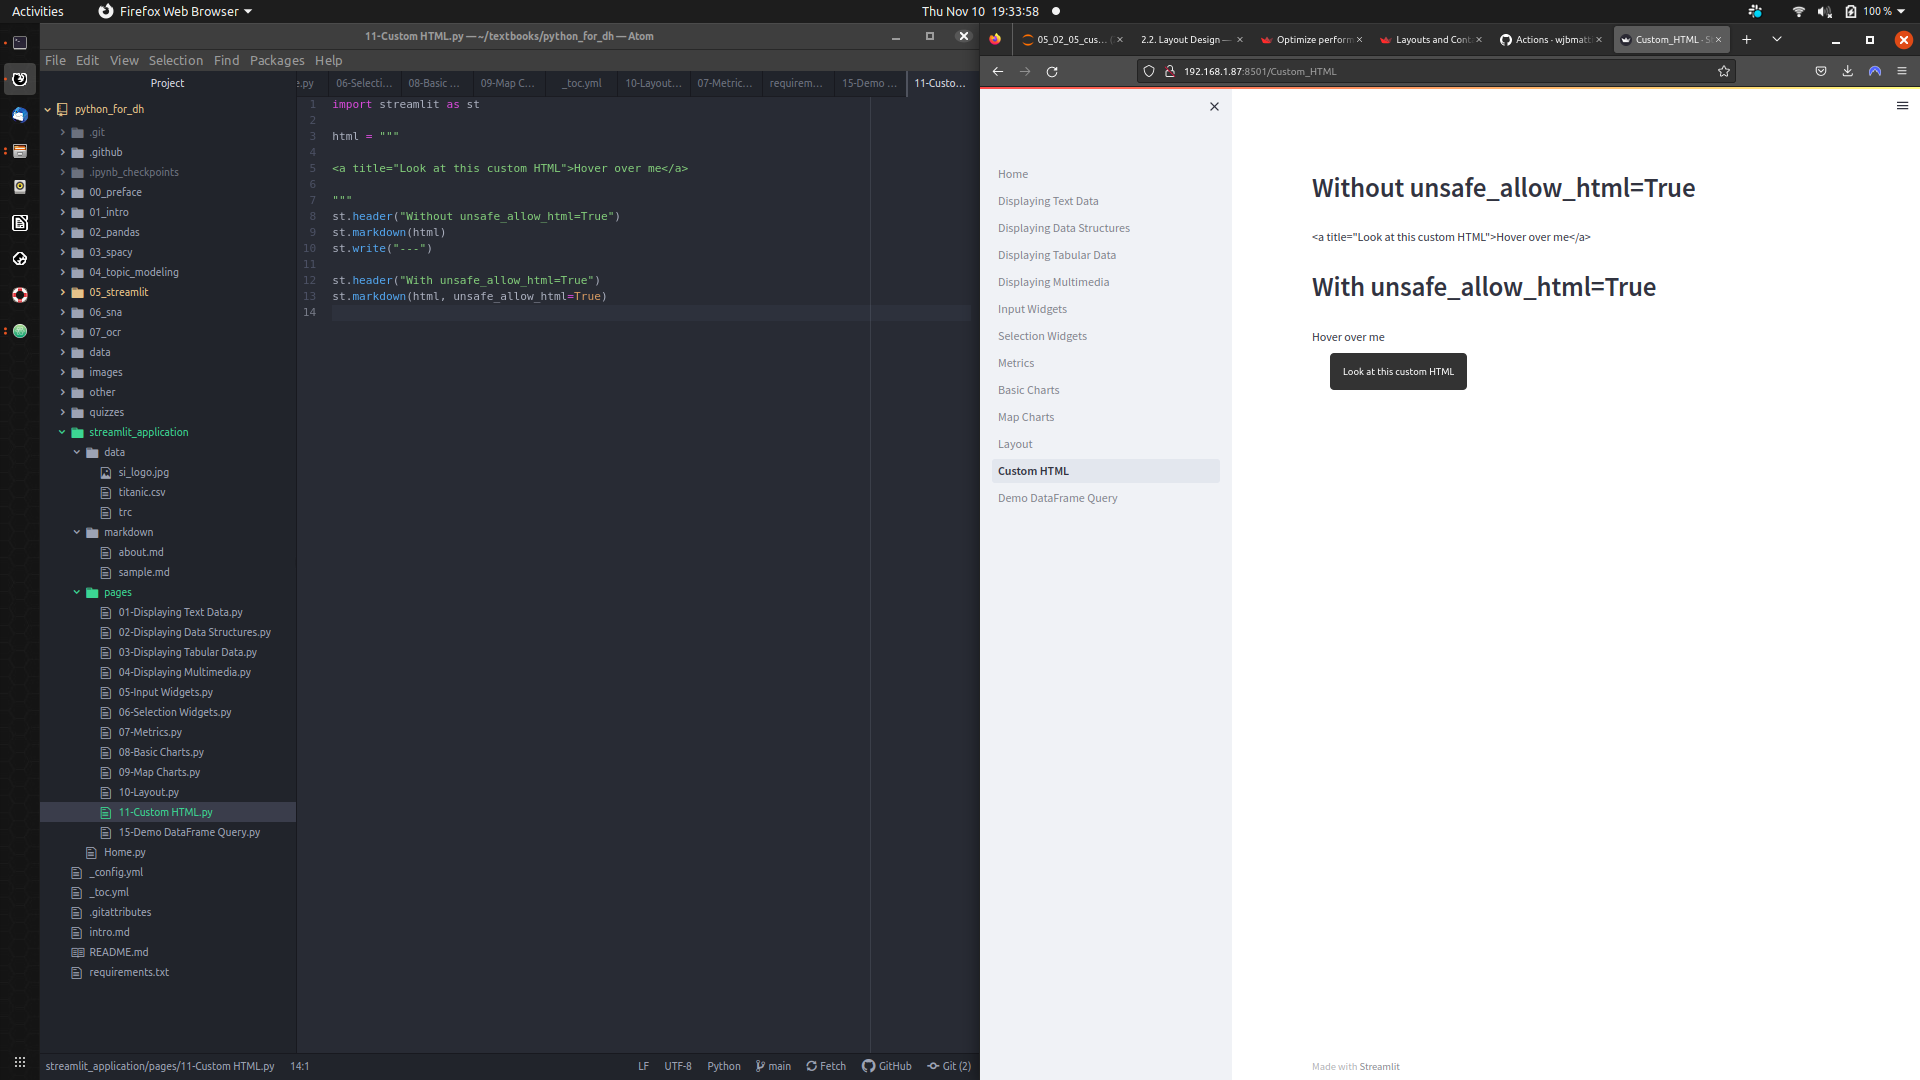 Activities
Firefox Web Browser
Thu Nov 10 19:33:58
100 %
11-Custom HTML.py — ~/textbooks/python_for_dh — Atom
File Edit View Selection Find Packages Help
Project
python_for_dh
.git
.github
.ipynb_checkpoints
00_preface
01_intro
02_pandas
03_spacy
04_topic_modeling
05_streamlit
06_sna
07_ocr
data
images
other
quizzes
streamlit_application
data
si_logo.jpg
titanic.csv
trc
markdown
about.md
sample.md
pages
01-Displaying Text Data.py
02-Displaying Data Structures.py
03-Displaying Tabular Data.py
04-Displaying Multimedia.py
05-Input Widgets.py
06-Selection Widgets.py
07-Metrics.py
08-Basic Charts.py
09-Map Charts.py
10-Layout.py
11-Custom HTML.py
15-Demo DataFrame Query.py
Home.py
_config.yml
_toc.yml
.gitattributes
intro.md
README.md
requirements.txt
e.py 06-Selecti... 08-Basic ... 09-Map C... _toc.yml 10-Layout... 07-Metric... requirem... 15-Demo ... 11-Custo...
1 import streamlit as st
2
3 html = """
4
5 <a title="Look at this custom HTML">Hover over me</a>
6
7 """
8 st.header("Without unsafe_allow_html=True")
9 st.markdown(html)
10 st.write("---")
11
12 st.header("With unsafe_allow_html=True")
13 st.markdown(html, unsafe_allow_html=True)
14
streamlit_application/pages/11-Custom HTML.py 14:1
LF UTF-8 Python main Fetch GitHub Git (2)
05_02_05_cus... (2 2.2. Layout Design — Optimize perform Layouts and Cont Actions · wjbmatti Custom_HTML · S
192.168.1.87:8501/Custom_HTML
Home
Displaying Text Data
Displaying Data Structures
Displaying Tabular Data
Displaying Multimedia
Input Widgets
Selection Widgets
Metrics
Basic Charts
Map Charts
Layout
Custom HTML
Demo DataFrame Query
Without unsafe_allow_html=True
<a title="Look at this custom HTML">Hover over me</a>
With unsafe_allow_html=True
Hover over me
Look at this custom HTML
Made with Streamlit